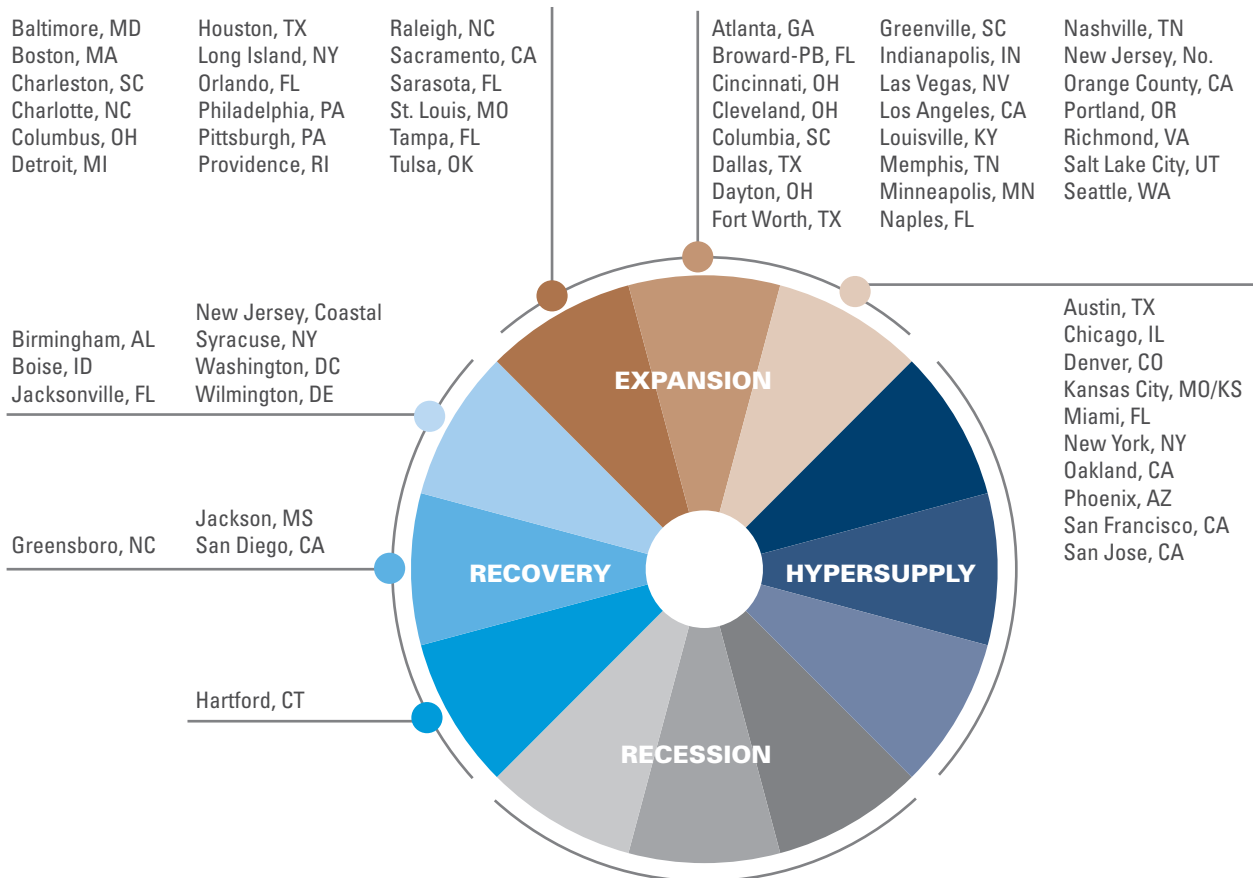 Baltimore, MD
Boston, MA
Charleston, SC
Charlotte, NC
Columbus, OH
Detroit, MI
Houston, TX
Long Island, NY
Orlando, FL
Philadelphia, PA
Pittsburgh, PA
Providence, RI
Raleigh, NC
Sacramento, CA
Sarasota, FL
St. Louis, MO
Tampa, FL
Tulsa, OK
Atlanta, GA
Broward-PB, FL
Cincinnati, OH
Cleveland, OH
Columbia, SC
Dallas, TX
Dayton, OH
Fort Worth, TX
Greenville, SC
Indianapolis, IN
Las Vegas, NV
Los Angeles, CA
Louisville, KY
Memphis, TN
Minneapolis, MN
Naples, FL
Nashville, TN
New Jersey, No.
Orange County, CA
Portland, OR
Richmond, VA
Salt Lake City, UT
Seattle, WA
Birmingham, AL
Boise, ID
Jacksonville, FL
New Jersey, Coastal
Syracuse, NY
Washington, DC
Wilmington, DE
EXPANSION
Austin, TX
Chicago, IL
Denver, CO
Kansas City, MO/KS
Miami, FL
New York, NY
Oakland, CA
Phoenix, AZ
San Francisco, CA
San Jose, CA
Greensboro, NC
Jackson, MS
San Diego, CA
RECOVERY
HYPERSUPPLY
Hartford, CT
RECESSION